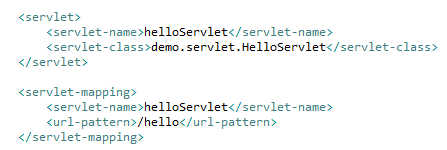 <servlet>
    <servlet-name>helloServlet</servlet-name>
    <servlet-class>demo.servlet.HelloServlet</servlet-class>
</servlet>

<servlet-mapping>
    <servlet-name>helloServlet</servlet-name>
    <url-pattern>/hello</url-pattern>
</servlet-mapping>